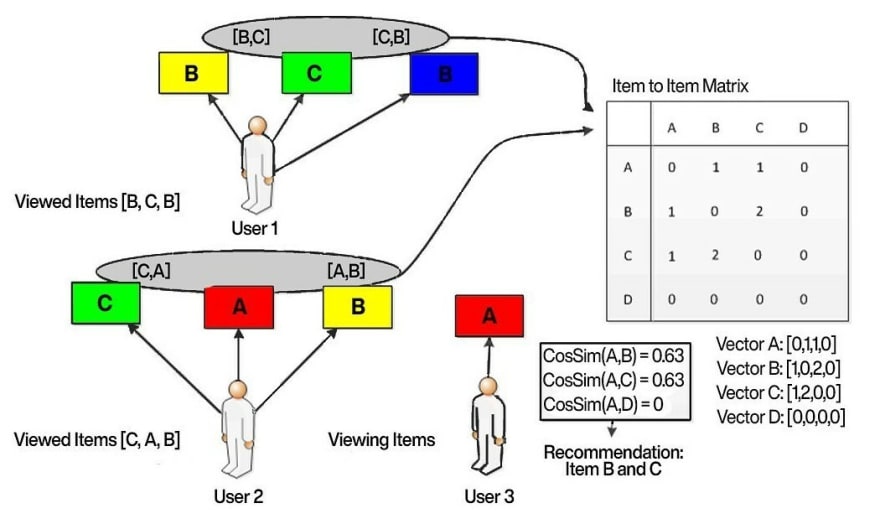 [B,C] [C,B]
B C B
Viewed Items [B, C, B]
User 1
Item to Item Matrix
A B C D
A 0 1 1 0
B 1 0 2 0
C 1 2 0 0
D 0 0 0 0
[C,A] [A,B]
C A B
Viewed Items [C, A, B]
User 2
A
Viewing Items
User 3
CosSim(A,B) = 0.63
CosSim(A,C) = 0.63
CosSim(A,D) = 0
Recommendation:
Item B and C
Vector A: [0,1,1,0]
Vector B: [1,0,2,0]
Vector C: [1,2,0,0]
Vector D: [0,0,0,0]